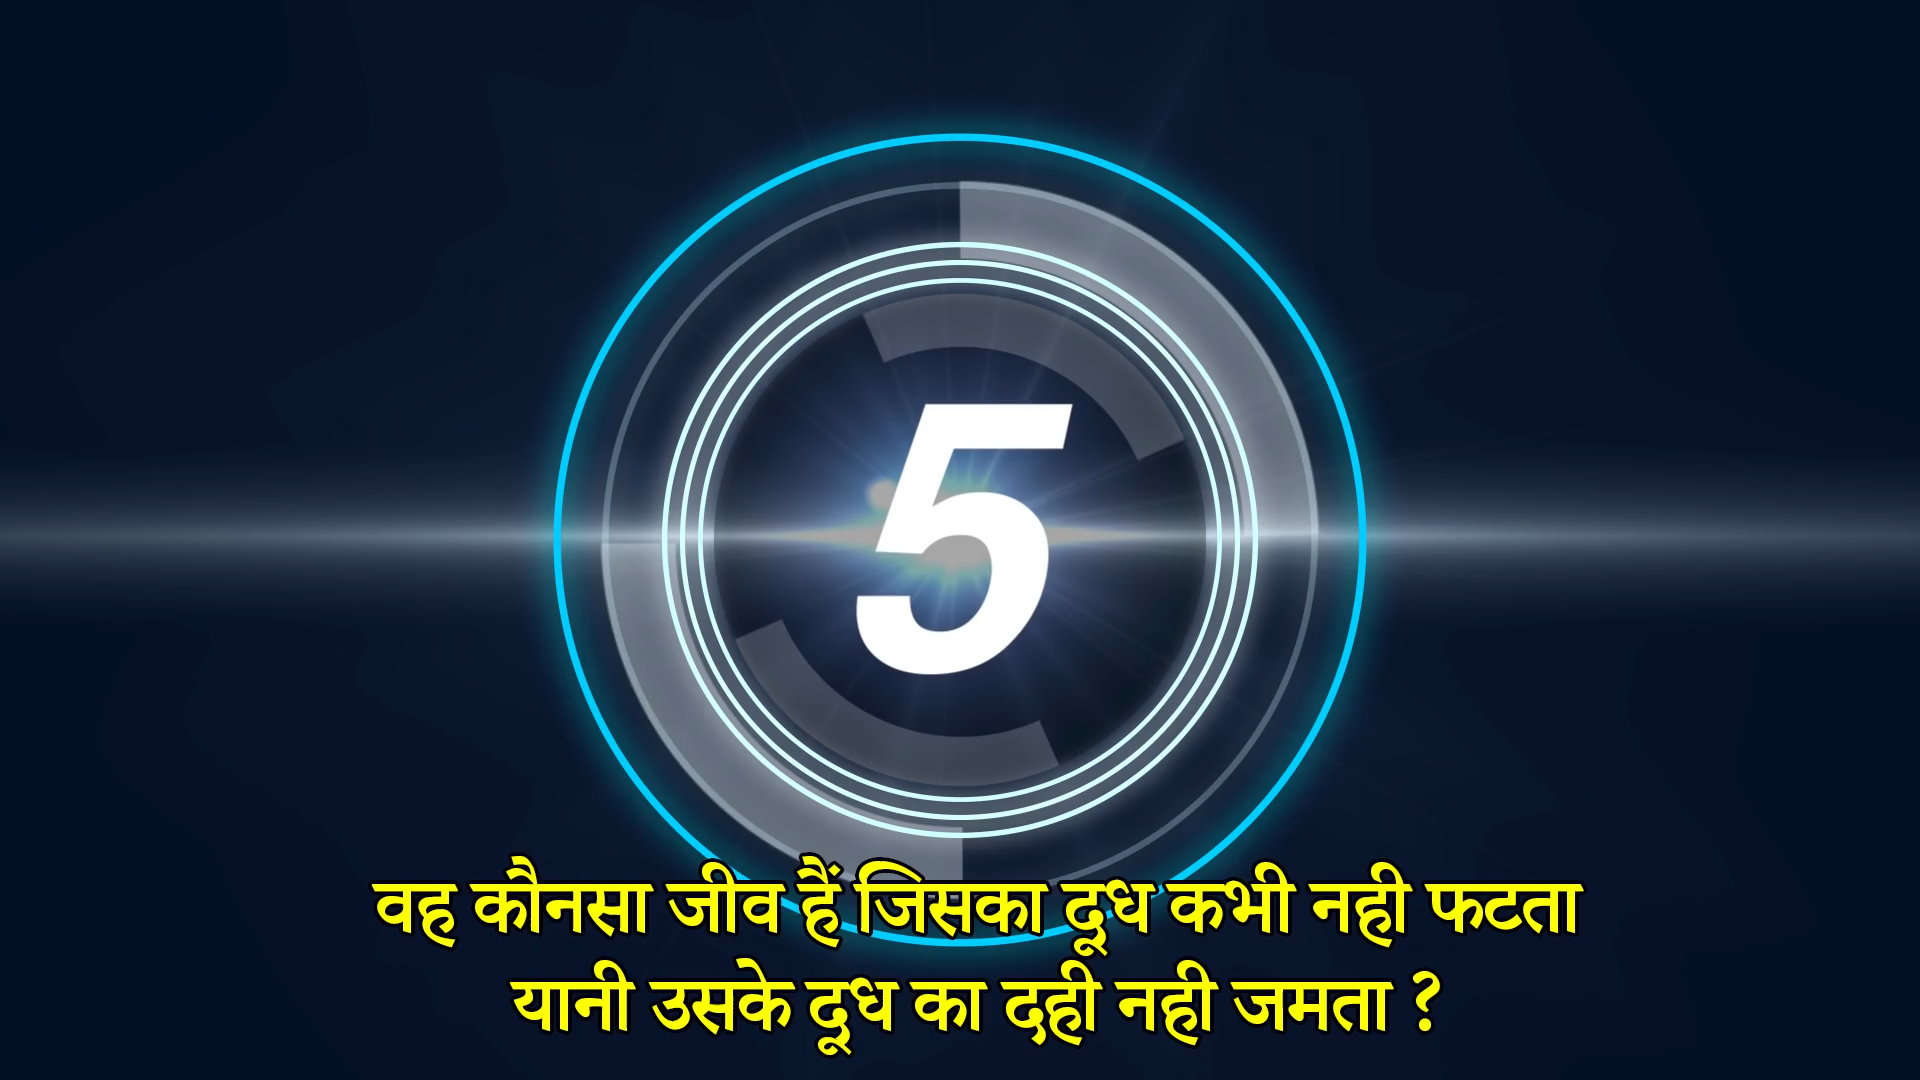 5
वह कौनसा जीव हैं जिसका दूध कभी नही फटता
यानी उसके दूध का दही नही जमता ?